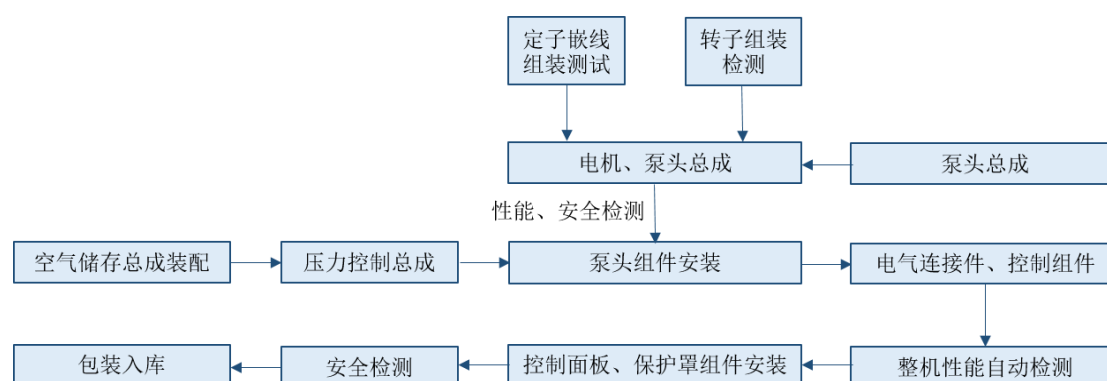 定子嵌线
组装测试
转子组装
检测
电机、泵头总成
泵头总成
性能、安全检测
空气储存总成装配
压力控制总成
泵头组件安装
电气连接件、控制组件
包装入库
安全检测
控制面板、保护罩组件安装
整机性能自动检测